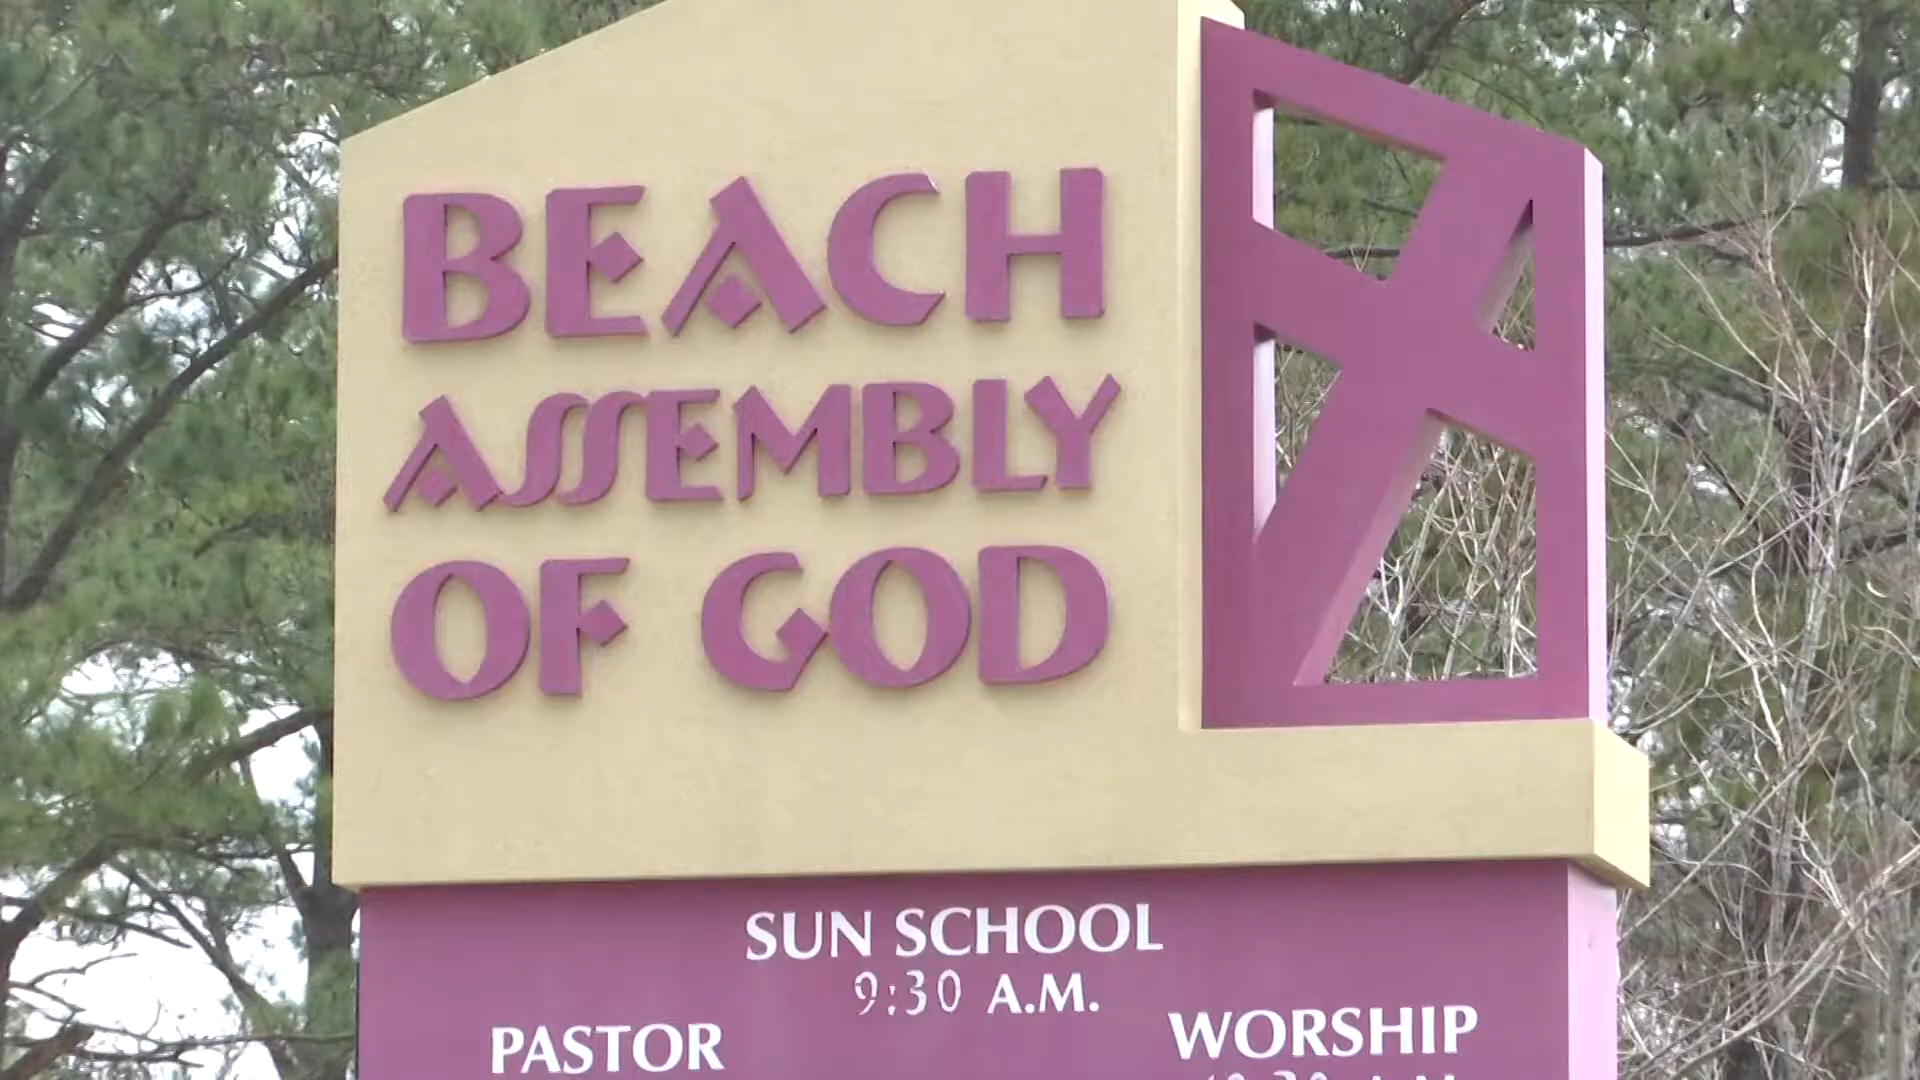 BEACH
ASSEMBLY
OF GOD
SUN SCHOOL
9:30 A.M.
PASTOR
WORSHIP